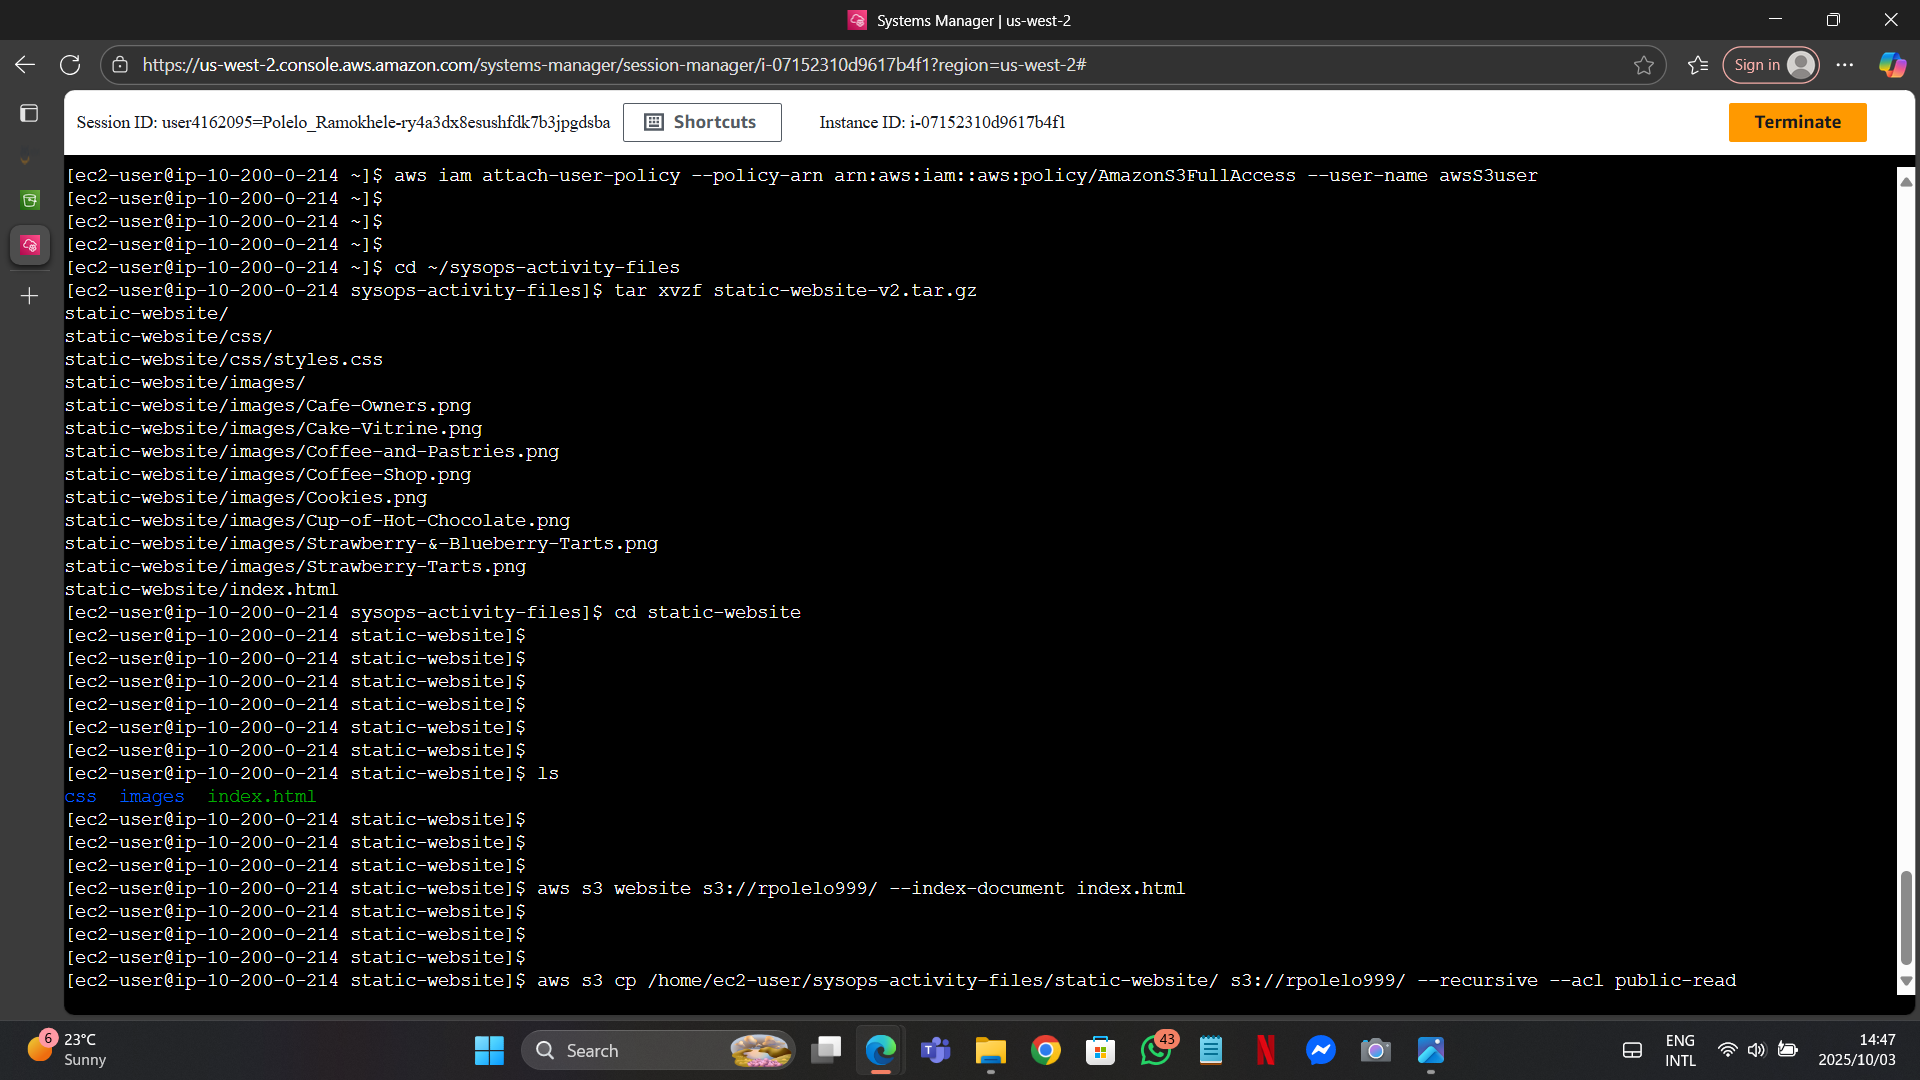 Systems Manager | us-west-2
https://us-west-2.console.aws.amazon.com/systems-manager/session-manager/i-07152310d9617b4f1?region=us-west-2#
Sign in
Session ID: user4162095=Polelo_Ramokhele-ry4a3dx8esushfdk7b3jpgdsba
Shortcuts
Instance ID: i-07152310d9617b4f1
Terminate
[ec2-user@ip-10-200-0-214 ~]$ aws iam attach-user-policy --policy-arn arn:aws:iam::aws:policy/AmazonS3FullAccess --user-name awsS3user
[ec2-user@ip-10-200-0-214 ~]$
[ec2-user@ip-10-200-0-214 ~]$
[ec2-user@ip-10-200-0-214 ~]$
[ec2-user@ip-10-200-0-214 ~]$ cd ~/sysops-activity-files
[ec2-user@ip-10-200-0-214 sysops-activity-files]$ tar xvzf static-website-v2.tar.gz
static-website/
static-website/css/
static-website/css/styles.css
static-website/images/
static-website/images/Cafe-Owners.png
static-website/images/Cake-Vitrine.png
static-website/images/Coffee-and-Pastries.png
static-website/images/Coffee-Shop.png
static-website/images/Cookies.png
static-website/images/Cup-of-Hot-Chocolate.png
static-website/images/Strawberry-&-Blueberry-Tarts.png
static-website/images/Strawberry-Tarts.png
static-website/index.html
[ec2-user@ip-10-200-0-214 sysops-activity-files]$ cd static-website
[ec2-user@ip-10-200-0-214 static-website]$
[ec2-user@ip-10-200-0-214 static-website]$
[ec2-user@ip-10-200-0-214 static-website]$
[ec2-user@ip-10-200-0-214 static-website]$
[ec2-user@ip-10-200-0-214 static-website]$
[ec2-user@ip-10-200-0-214 static-website]$
[ec2-user@ip-10-200-0-214 static-website]$ ls
css images index.html
[ec2-user@ip-10-200-0-214 static-website]$
[ec2-user@ip-10-200-0-214 static-website]$
[ec2-user@ip-10-200-0-214 static-website]$
[ec2-user@ip-10-200-0-214 static-website]$ aws s3 website s3://rpolelo999/ --index-document index.html
[ec2-user@ip-10-200-0-214 static-website]$
[ec2-user@ip-10-200-0-214 static-website]$
[ec2-user@ip-10-200-0-214 static-website]$
[ec2-user@ip-10-200-0-214 static-website]$ aws s3 cp /home/ec2-user/sysops-activity-files/static-website/ s3://rpolelo999/ --recursive --acl public-read
6
23°C
Sunny
Search
43
ENG
INTL
14:47
2025/10/03